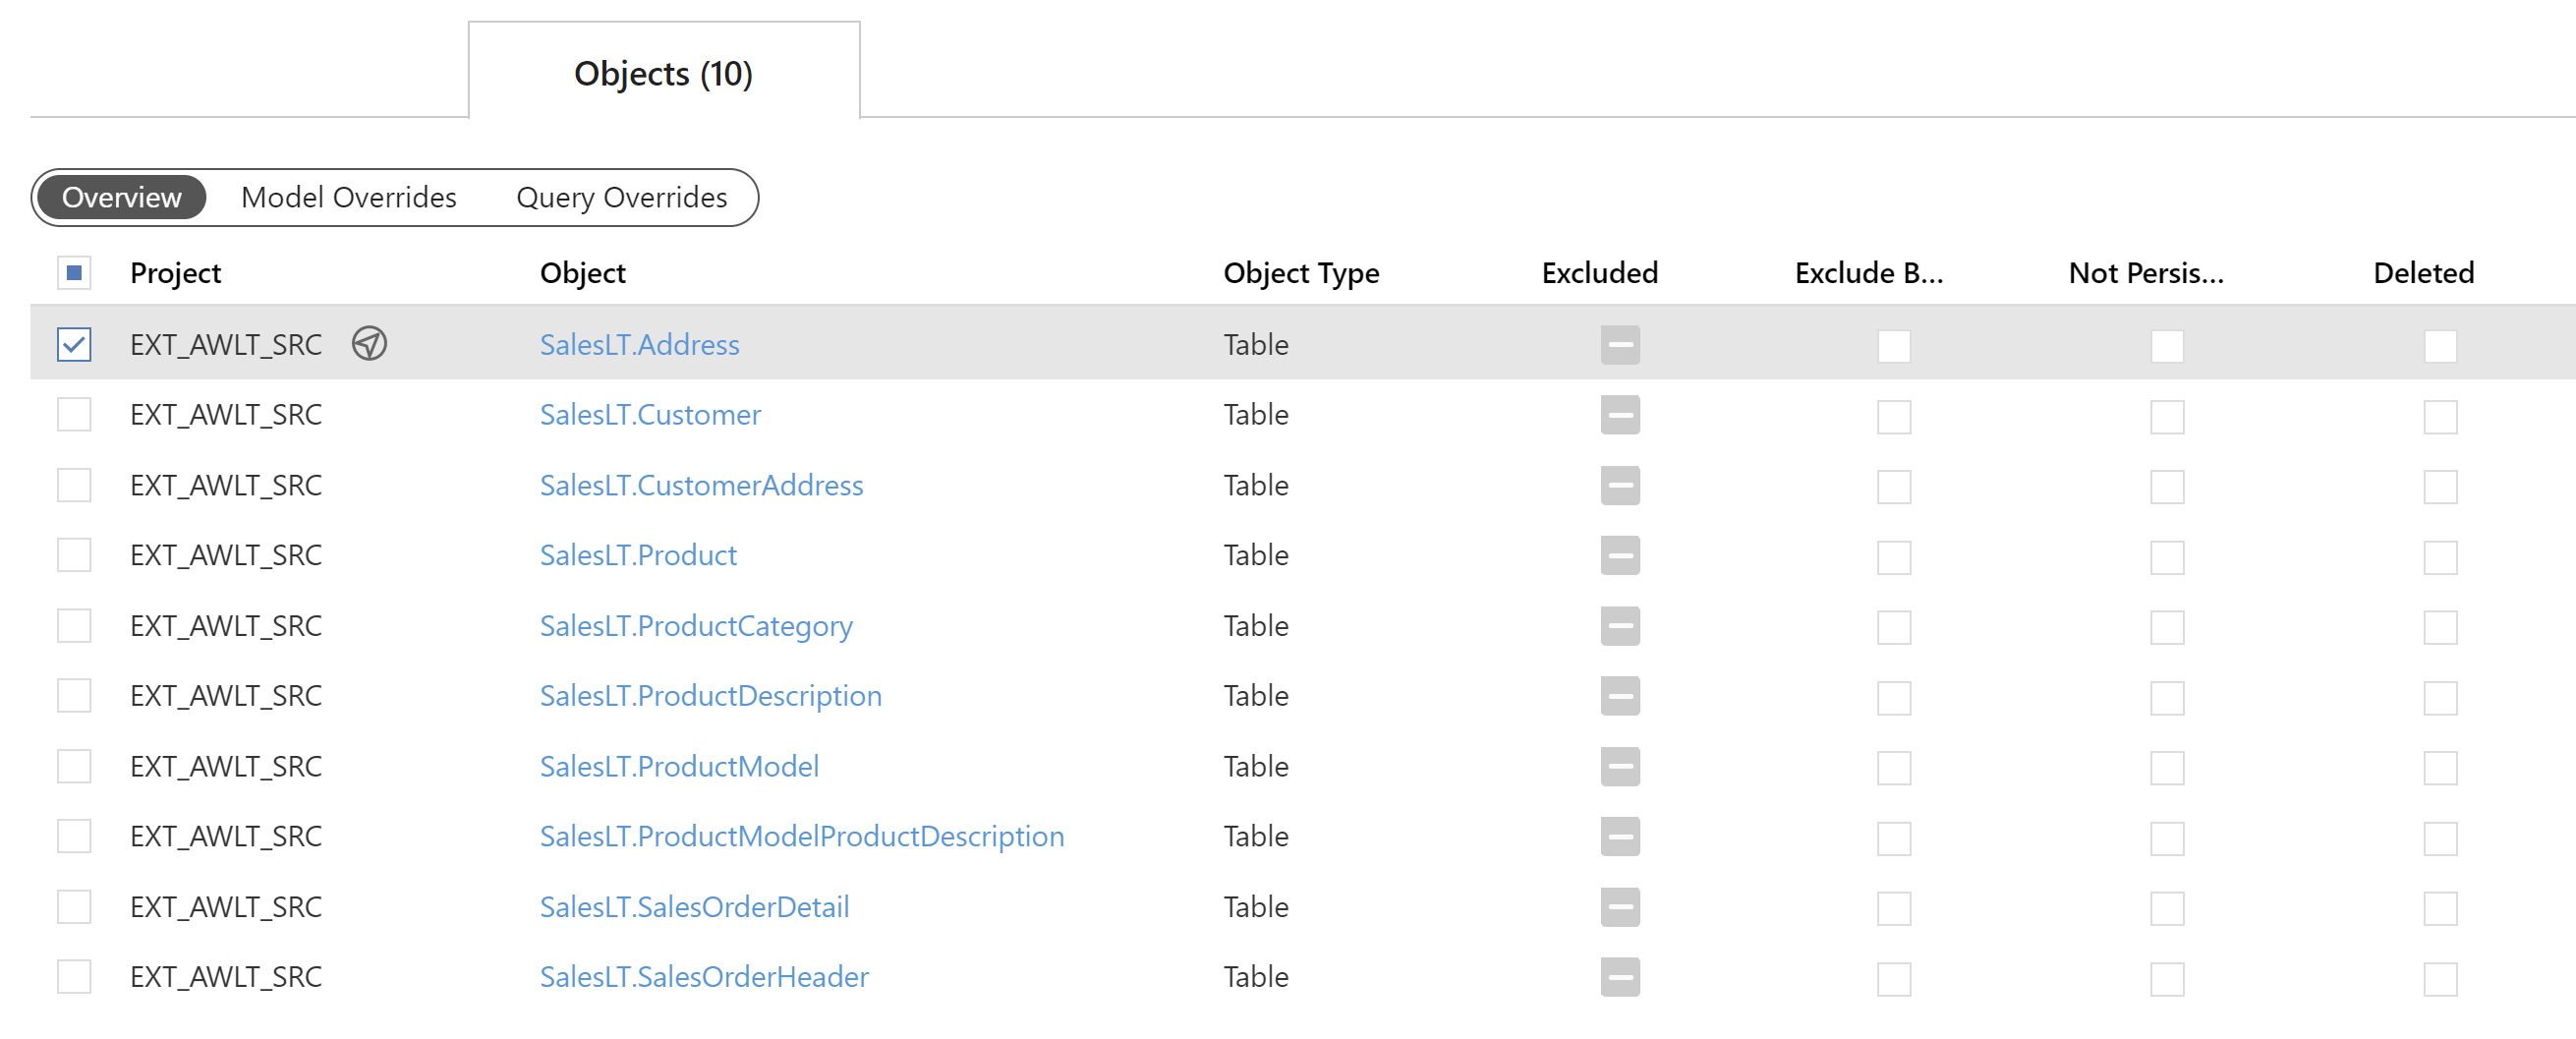 Objects (10)
Overview Model Overrides Query Overrides
Project Object Object Type Excluded Exclude B... Not Persis... Deleted
EXT_AWLT_SRC SalesLT.Address Table
EXT_AWLT_SRC SalesLT.Customer Table
EXT_AWLT_SRC SalesLT.CustomerAddress Table
EXT_AWLT_SRC SalesLT.Product Table
EXT_AWLT_SRC SalesLT.ProductCategory Table
EXT_AWLT_SRC SalesLT.ProductDescription Table
EXT_AWLT_SRC SalesLT.ProductModel Table
EXT_AWLT_SRC SalesLT.ProductModelProductDescription Table
EXT_AWLT_SRC SalesLT.SalesOrderDetail Table
EXT_AWLT_SRC SalesLT.SalesOrderHeader Table